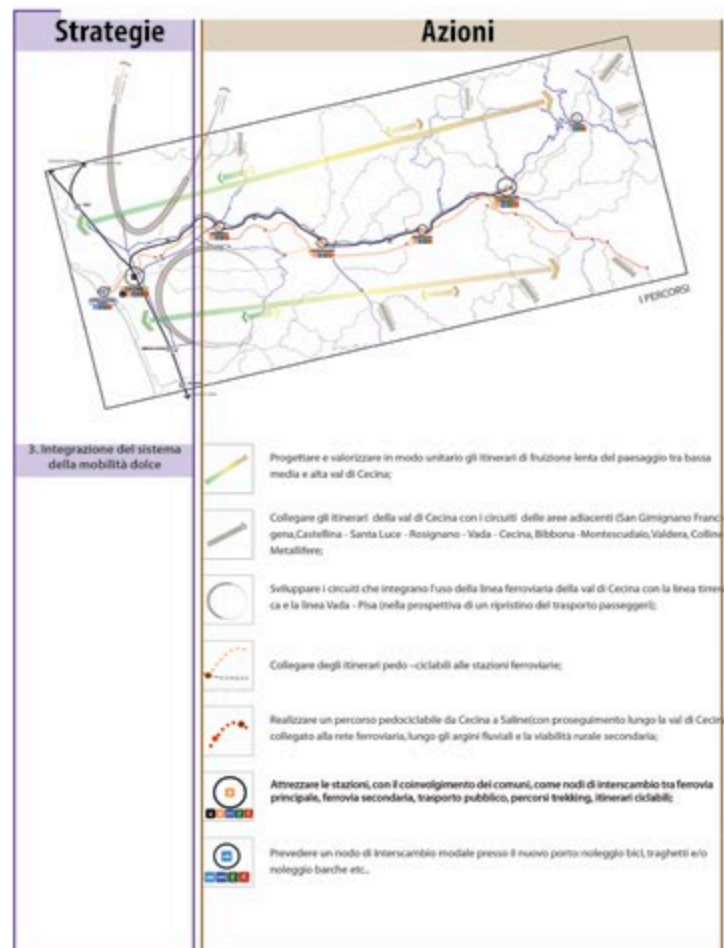 Strategie
Azioni
I PERCORSI
3. Integrazione del sistema
della mobilità dolce
Progettare e valorizzare in modo unitario gli itinerari di fruizione lenta del paesaggio tra bassa
media e alta val di Cecina;
Collegare gli itinerari della val di Cecina con i circuiti delle aree adiacenti (San Gimignano Franc
gena, Castellina - Santa Luce - Rosignano - Vada - Cecina, Bibbona -Montescudaio, Valdera, Colline
Metallifere;
Sviluppare i circuiti che integrano l'uso della linea ferroviaria della val di Cecina con la linea tirren
ca e la linea Vada - Pisa (nella prospettiva di un ripristino del trasporto passeggeri);
Collegare degli itinerari pedo –ciclabili alle stazioni ferroviarie;
Realizzare un percorso pedociclabile da Cecina a Saline(con proseguimento lungo la val di Cecin
collegato alla rete ferroviaria, lungo gli argini fluviali e la viabilità rurale secondaria;
Attrezzare le stazioni, con il coinvolgimento dei comuni, come nodi di interscambio tra ferrovia
principale, ferrovia secondaria, trasporto pubblico, percorsi trekking, itinerari ciclabili;
Prevedere un nodo di interscambio modale presso il nuovo porto: noleggio bici, traghetti e/o
noleggio barche etc..